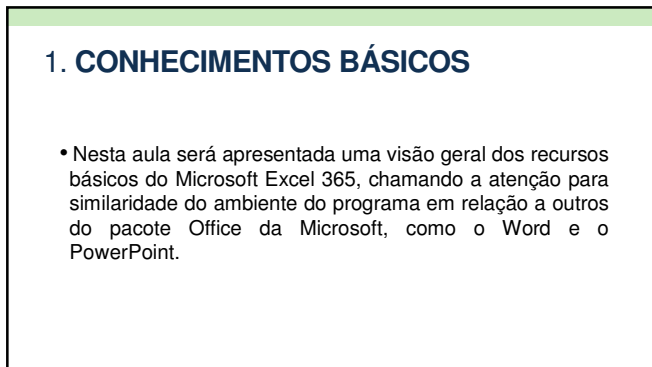 1. CONHECIMENTOS BÁSICOS
• Nesta aula será apresentada uma visão geral dos recursos
básicos do Microsoft Excel 365, chamando a atenção para
similaridade do ambiente do programa em relação a outros
do pacote Office da Microsoft, como o Word e o
PowerPoint.